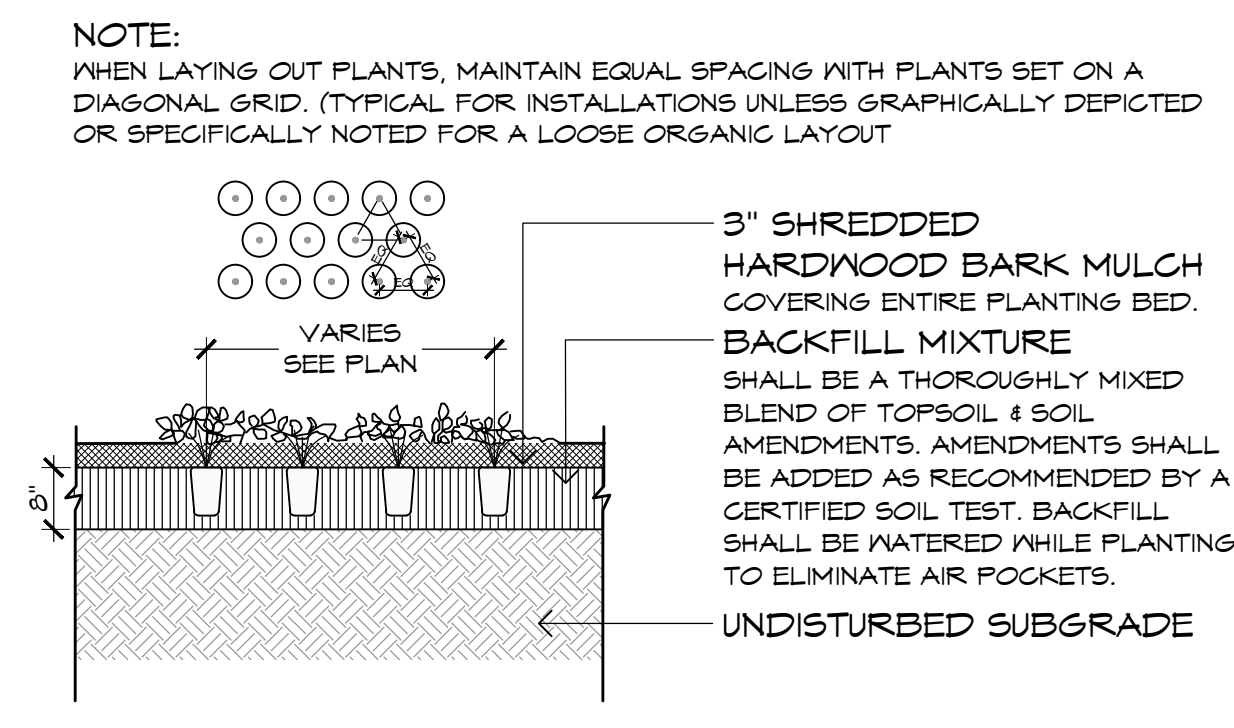 NOTE:
WHEN LAYING OUT PLANTS, MAINTAIN EQUAL SPACING WITH PLANTS SET ON A
DIAGONAL GRID. (TYPICAL FOR INSTALLATIONS UNLESS GRAPHICALLY DEPICTED
OR SPECIFICALLY NOTED FOR A LOOSE ORGANIC LAYOUT
EQ
EQ
EQ
VARIES
SEE PLAN
8"
3" SHREDDED
HARDWOOD BARK MULCH
COVERING ENTIRE PLANTING BED.
BACKFILL MIXTURE
SHALL BE A THOROUGHLY MIXED
BLEND OF TOPSOIL & SOIL
AMENDMENTS. AMENDMENTS SHALL
BE ADDED AS RECOMMENDED BY A
CERTIFIED SOIL TEST. BACKFILL
SHALL BE WATERED WHILE PLANTING
TO ELIMINATE AIR POCKETS.
UNDISTURBED SUBGRADE